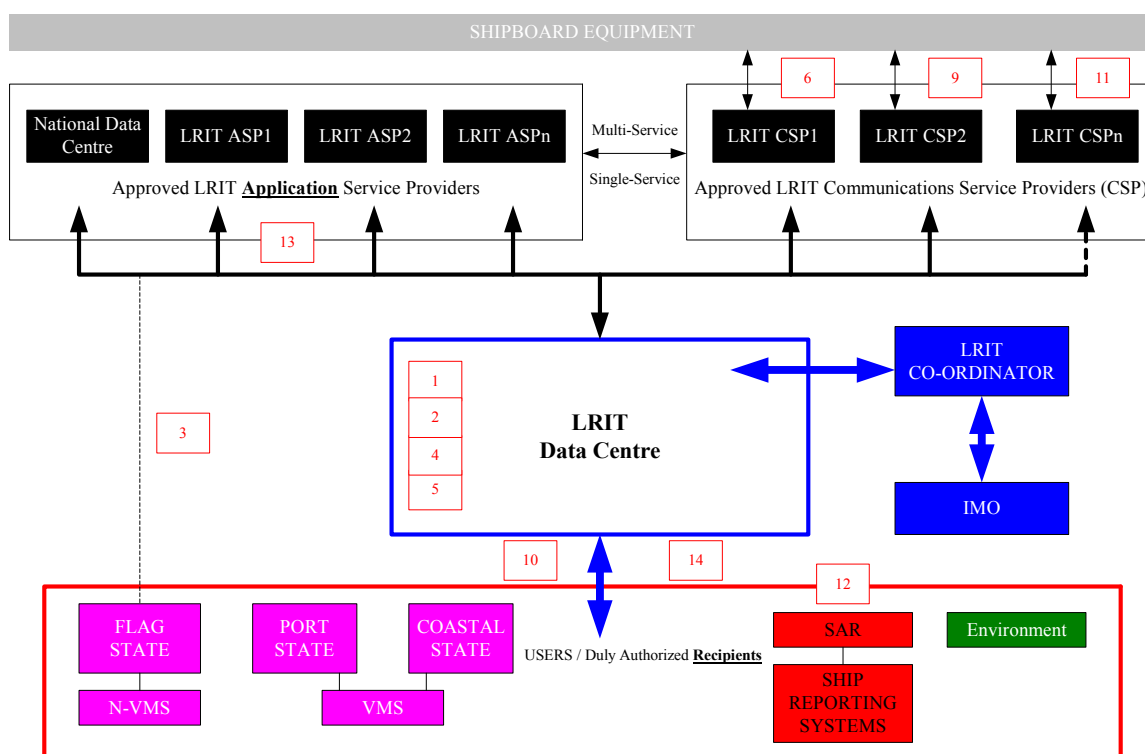 SHIPBOARD EQUIPMENT
6
9
11
National Data
Centre
LRIT ASP1
LRIT ASP2
LRIT ASPn
Approved LRIT Application Service Providers
Multi-Service
Single-Service
LRIT CSP1
LRIT CSP2
LRIT CSPn
Approved LRIT Communications Service Providers (CSP)
13
3
1
2
4
5
LRIT
Data Centre
LRIT
CO-ORDINATOR
IMO
10
14
12
FLAG
STATE
N-VMS
PORT
STATE
COASTAL
STATE
VMS
USERS / Duly Authorized Recipients
SAR
SHIP
REPORTING
SYSTEMS
Environment